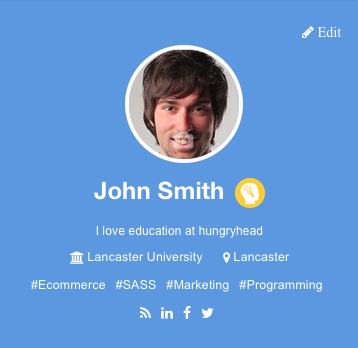 Edit
John Smith
I love education at hungryhead
Lancaster University Lancaster
#Ecommerce #SASS #Marketing #Programming